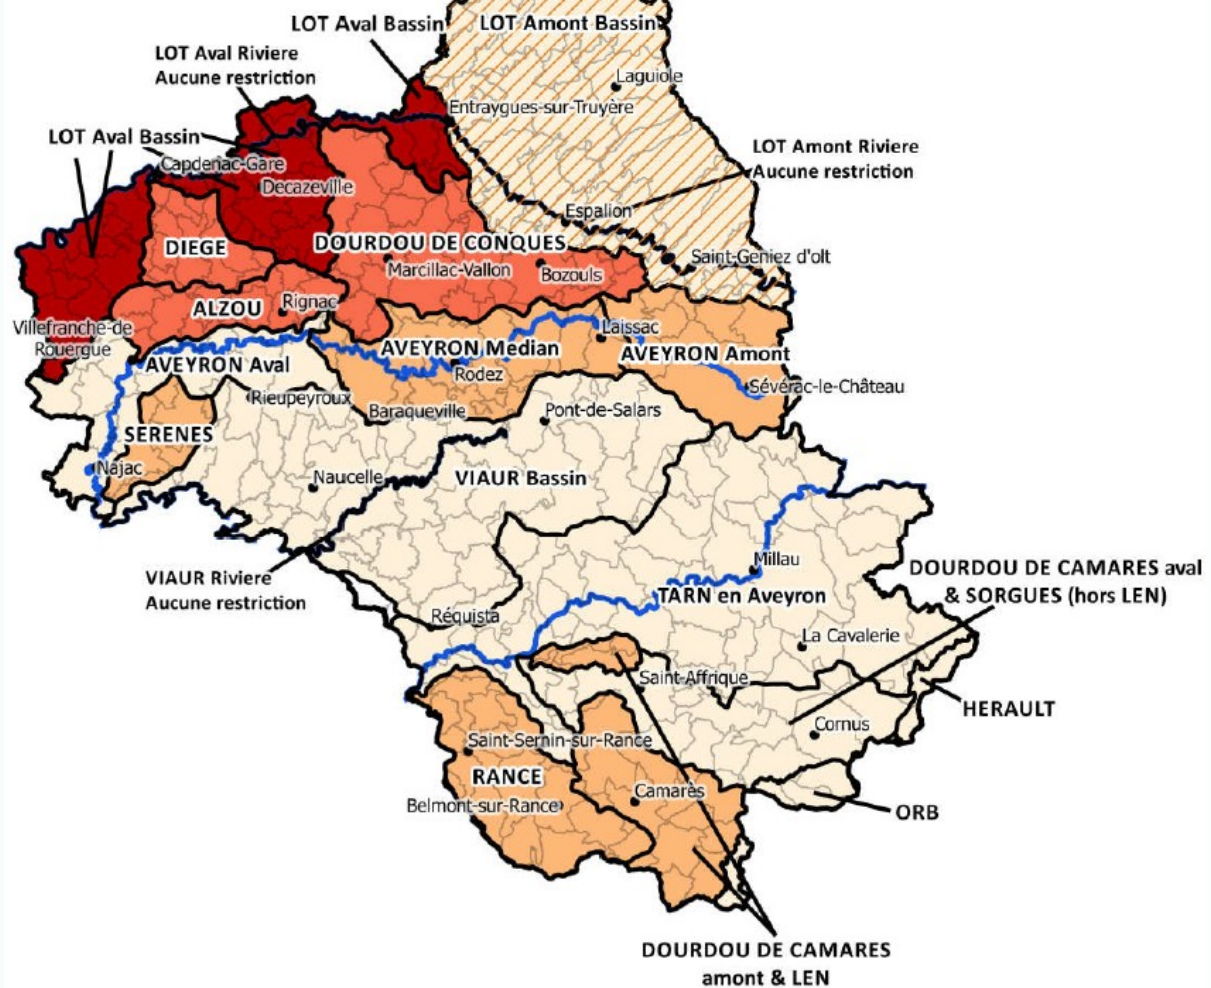 LOT Aval Bassin
LOT Amont Bassin
LOT Aval Riviere
Aucune restriction
Laguiole
Entraygues-sur-Truyère
LOT Aval Bassin
LOT Amont Riviere
Aucune restriction
Capdenac-Gare
Decazeville
Espalion
DIEGE
DOURDOU DE CONQUES
Saint-Geniez d'olt
Marcillac-Vallon
Bozouls
ALZOU
Rignac
Villefranche-de
Rouergue
Laissac
AVEYRON Median
AVEYRON Amont
AVEYRON Aval
Rodez
Sévérac-le-Château
Rieupeyroux
Baraqueville
Pont-de-Salars
SERENES
Najac
Naucelle
VIAUR Bassin
Millau
DOURDOU DE CAMARES aval
& SORGUES (hors LEN)
VIAUR Riviere
Aucune restriction
TARN en Aveyron
Réquista
La Cavalerie
Saint-Affrique
HERAULT
Cornus
Saint-Sernin-sur-Rance
RANCE
Camarès
Belmont-sur-Rance
ORB
DOURDOU DE CAMARES
amont & LEN